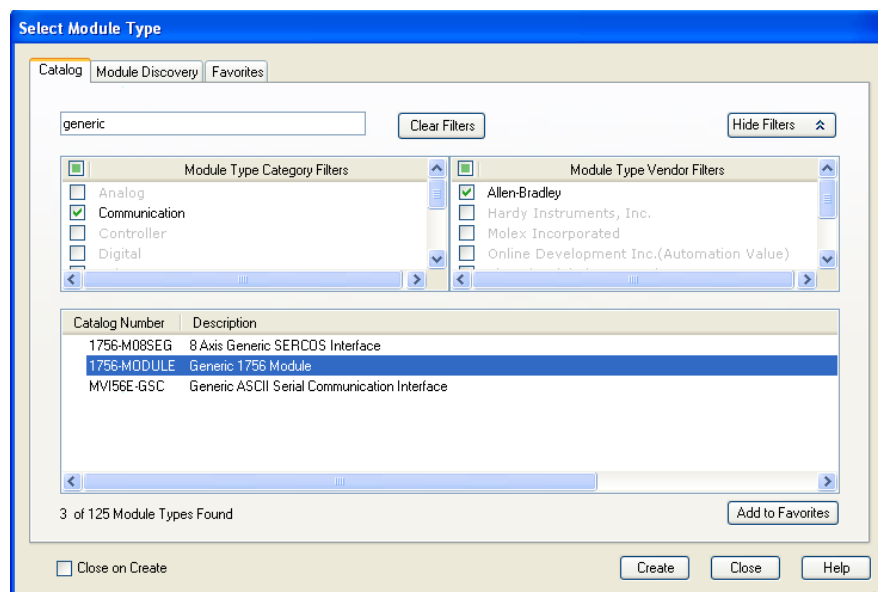 Select Module Type
Catalog Module Discovery Favorites
generic Clear Filters Hide Filters
Module Type Category Filters Module Type Vendor Filters
Analog Allen-Bradley
Communication Hardy Instruments, Inc.
Controller Molex Incorporated
Digital Online Development Inc.(Automation Value)
Catalog Number Description
1756-M08SEG 8 Axis Generic SERCOS Interface
1756-MODULE Generic 1756 Module
MVI56E-GSC Generic ASCII Serial Communication Interface
3 of 125 Module Types Found Add to Favorites
Close on Create Create Close Help